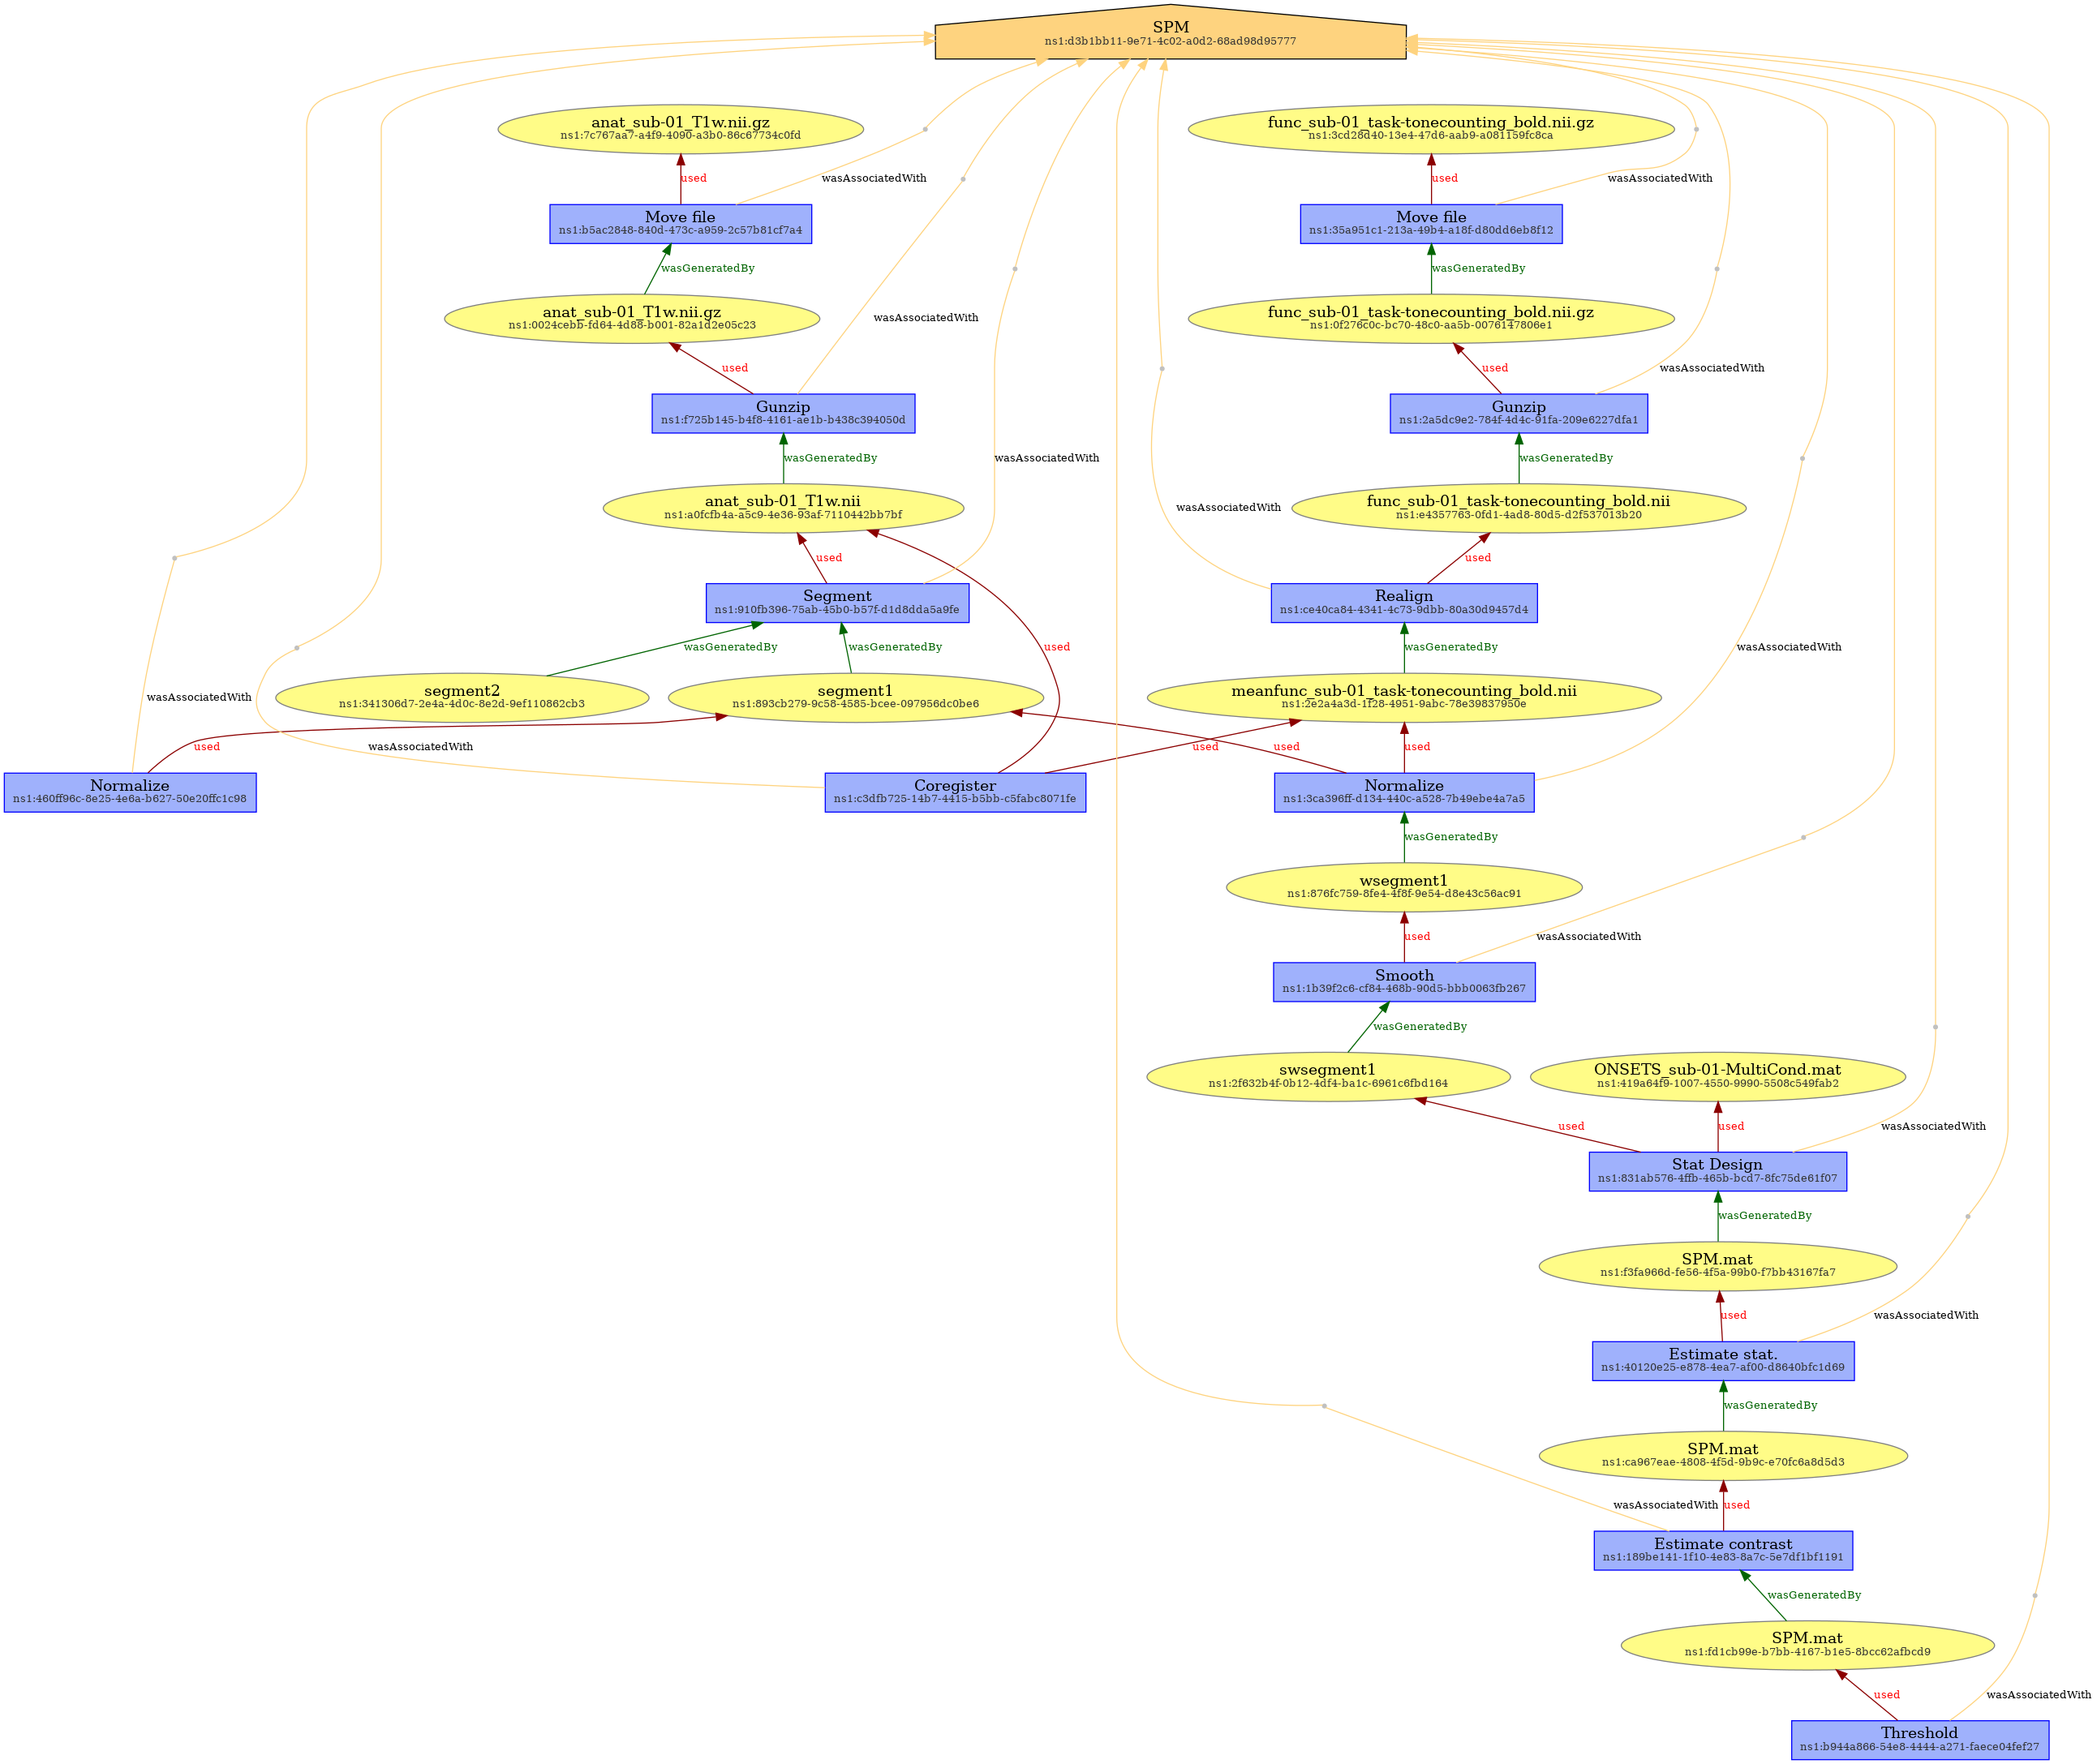 SPM
ns1:d3b1bb11-9e71-4c02-a0d2-68ad98d95777
anat_sub-01_T1w.nii.gz
ns1:7c767aa7-a4f9-4090-a3b0-86c67734c0fd
func_sub-01_task-tonecounting_bold.nii.gz
ns1:3cd28d40-13e4-47d6-aab9-a081159fc8ca
used
wasAssociatedWith
used
wasAssociatedWith
Move file
ns1:b5ac2848-840d-473c-a959-2c57b81cf7a4
Move file
ns1:35a951c1-213a-49b4-a18f-d80dd6eb8f12
wasGeneratedBy
wasGeneratedBy
anat_sub-01_T1w.nii.gz
ns1:0024cebb-fd64-4d88-b001-82a1d2e05c23
wasAssociatedWith
func_sub-01_task-tonecounting_bold.nii.gz
ns1:0f276c0c-bc70-48c0-aa5b-0076147806e1
used
used
wasAssociatedWith
Gunzip
ns1:f725b145-b4f8-4161-ae1b-b438c394050d
Gunzip
ns1:2a5dc9e2-784f-4d4c-91fa-209e6227dfa1
wasGeneratedBy
wasAssociatedWith
wasGeneratedBy
anat_sub-01_T1w.nii
ns1:a0fcfb4a-a5c9-4e36-93af-7110442bb7bf
wasAssociatedWith
func_sub-01_task-tonecounting_bold.nii
ns1:e4357763-0fd1-4ad8-80d5-d2f537013b20
used
used
Segment
ns1:910fb396-75ab-45b0-b57f-d1d8dda5a9fe
Realign
ns1:ce40ca84-4341-4c73-9dbb-80a30d9457d4
wasGeneratedBy
wasGeneratedBy
used
wasGeneratedBy
wasAssociatedWith
wasAssociatedWith
segment2
ns1:341306d7-2e4a-4d0c-8e2d-9ef110862cb3
segment1
ns1:893cb279-9c58-4585-bcee-097956dc0be6
meanfunc_sub-01_task-tonecounting_bold.nii
ns1:2e2a4a3d-1f28-4951-9abc-78e39837950e
used
wasAssociatedWith
used
used
used
Normalize
ns1:460ff96c-8e25-4e6a-b627-50e20ffc1c98
Coregister
ns1:c3dfb725-14b7-4415-b5bb-c5fabc8071fe
Normalize
ns1:3ca396ff-d134-440c-a528-7b49ebe4a7a5
wasGeneratedBy
wsegment1
ns1:876fc759-8fe4-4f8f-9e54-d8e43c56ac91
used
wasAssociatedWith
Smooth
ns1:1b39f2c6-cf84-468b-90d5-bbb0063fb267
wasGeneratedBy
swsegment1
ns1:2f632b4f-0b12-4df4-ba1c-6961c6fbd164
ONSETS_sub-01-MultiCond.mat
ns1:419a64f9-1007-4550-9990-5508c549fab2
used
used
wasAssociatedWith
Stat Design
ns1:831ab576-4ffb-465b-bcd7-8fc75de61f07
wasGeneratedBy
SPM.mat
ns1:f3fa966d-fe56-4f5a-99b0-f7bb43167fa7
used
wasAssociatedWith
Estimate stat.
ns1:40120e25-e878-4ea7-af00-d8640bfc1d69
wasGeneratedBy
SPM.mat
ns1:ca967eae-4808-4f5d-9b9c-e70fc6a8d5d3
wasAssociatedWith
used
Estimate contrast
ns1:189be141-1f10-4e83-8a7c-5e7df1bf1191
wasGeneratedBy
SPM.mat
ns1:fd1cb99e-b7bb-4167-b1e5-8bcc62afbcd9
used
wasAssociatedWith
Threshold
ns1:b944a866-54e8-4444-a271-faece04fef27